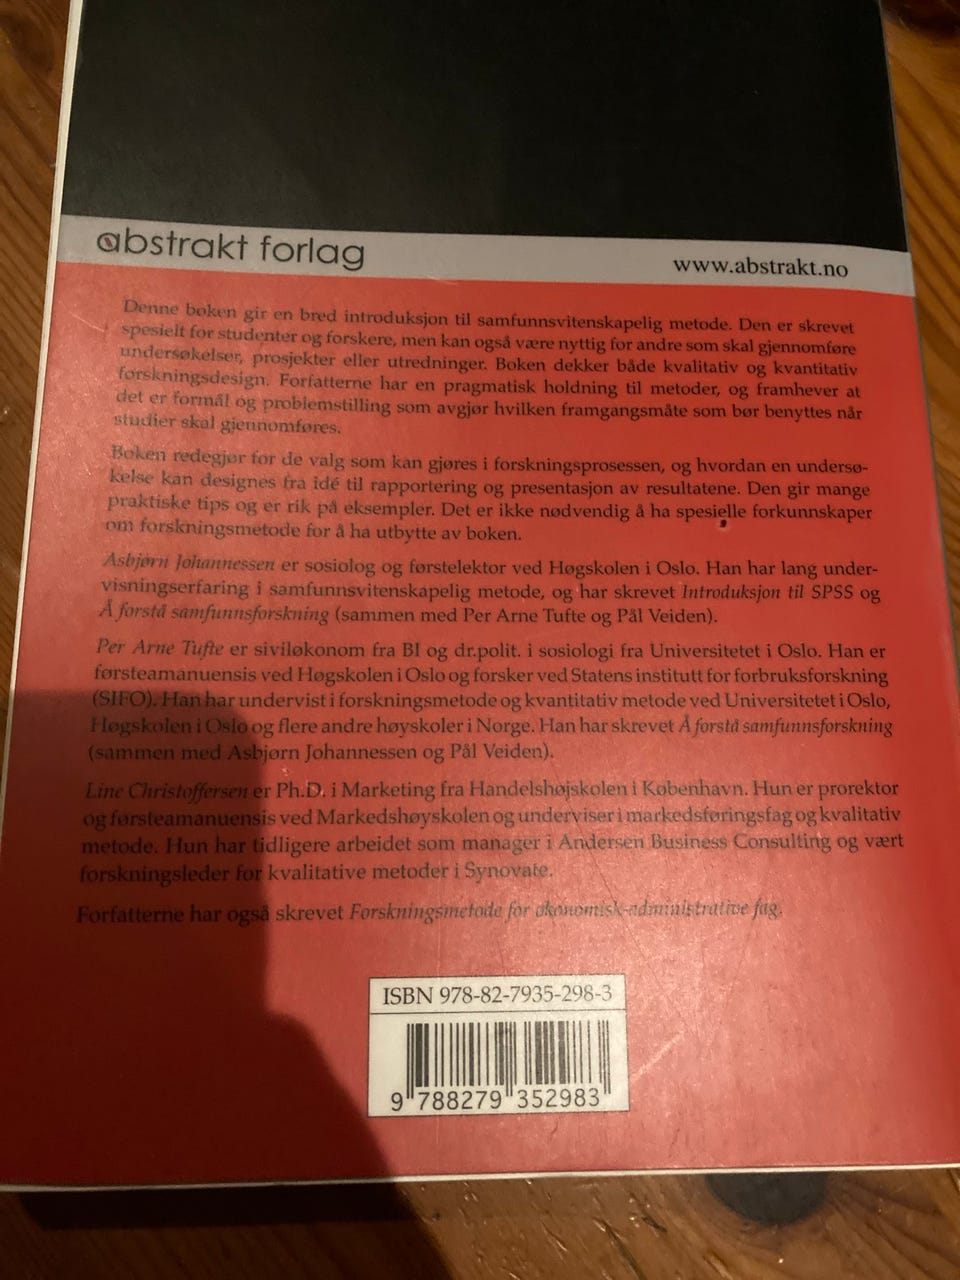 abstrakt forlag
www.abstrakt.no
Denne boken gir en bred introduksjon til samfunnsvitenskapelig metode. Den er skrevet
spesielt for studenter og forskere, men kan også være nyttig for andre som skal gjennomføre
undersøkelser, prosjekter eller utredninger. Boken dekker både kvalitativ og kvantitativ
forskningsdesign. Forfatterne har en pragmatisk holdning til metoder, og framhever at
det er formål og problemstilling som avgjør hvilken framgangsmåte som bør benyttes når
studier skal gjennomføres.
Boken redegjør for de valg som kan gjøres i forskningsprosessen, og hvordan en undersø-
kelse kan designes fra idé til rapportering og presentasjon av resultatene. Den gir mange
praktiske tips og er rik på eksempler. Det er ikke nødvendig å ha spesielle forkunnskaper
om forskningsmetode for å ha utbytte av boken.
Asbjørn Johannessen er sosiolog og førstelektor ved Høgskolen i Oslo. Han har lang under-
visningserfaring i samfunnsvitenskapelig metode, og har skrevet Introduksjon til SPSS og
Å forstå samfunnsforskning (sammen med Per Arne Tufte og Pål Veiden).
Per Arne Tufte er siviløkonom fra BI og dr.polit. i sosiologi fra Universitetet i Oslo. Han er
førsteamanuensis ved Høgskolen i Oslo og forsker ved Statens institutt for forbruksforskning
(SIFO). Han har undervist i forskningsmetode og kvantitativ metode ved Universitetet i Oslo,
Høgskolen i Oslo og flere andre høyskoler i Norge. Han har skrevet Å forstå samfunnsforskning
(sammen med Asbjørn Johannessen og Pål Veiden).
Line Christoffersen er Ph.D. i Marketing fra Handelshøjskolen i København. Hun er prorektor
og førsteamanuensis ved Markedshøyskolen og underviser i markedsføringsfag og kvalitativ
metode. Hun har tidligere arbeidet som manager i Andersen Business Consulting og vært
forskningsleder for kvalitative metoder i Synovate.
Forfatterne har også skrevet Forskningsmetode for økonomisk-administrative fag.
ISBN 978-82-7935-298-3
9 788279 352983